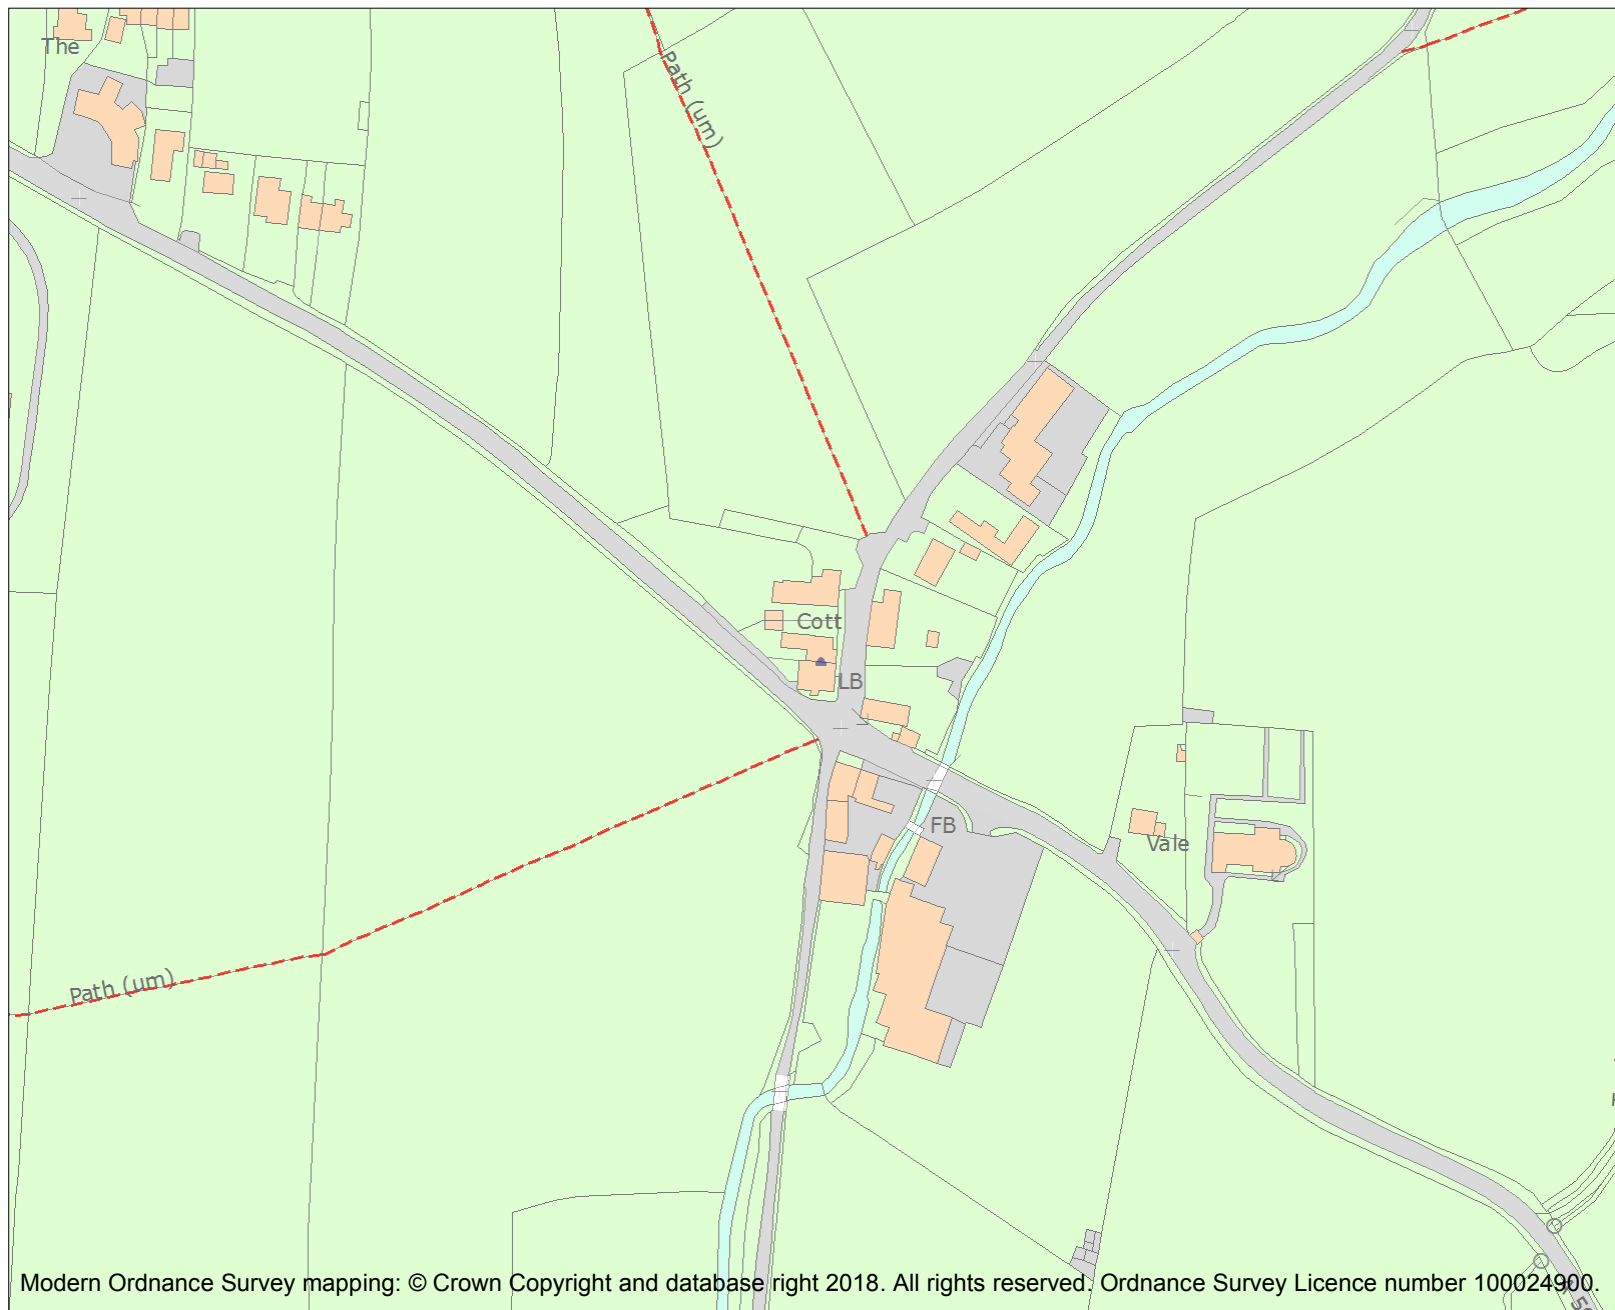 The
Path (um)
Cott
LB
FB
Vale
Path (um)
Modern Ordnance Survey mapping: © Crown Copyright and database right 2018. All rights reserved. Ordnance Survey Licence number 100024900.